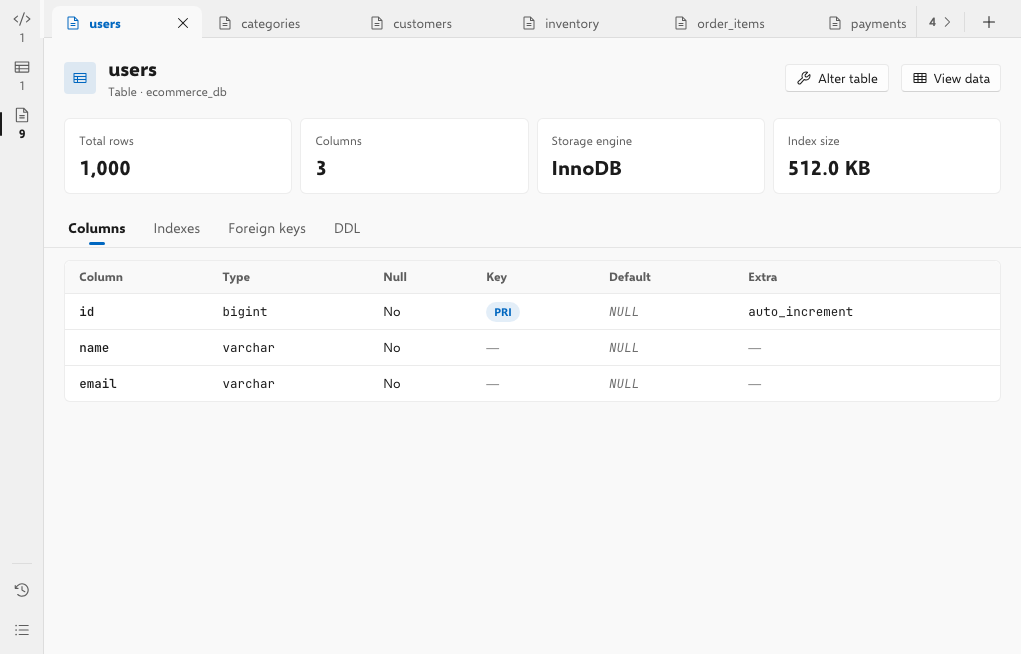 1
1
9
users
categories
customers
inventory
order_items
payments
4
users
Table · ecommerce_db
Alter table
View data
Total rows
1,000
Columns
3
Storage engine
InnoDB
Index size
512.0 KB
Columns Indexes Foreign keys DDL
Column Type Null Key Default Extra
id bigint No PRI NULL auto_increment
name varchar No — NULL —
email varchar No — NULL —